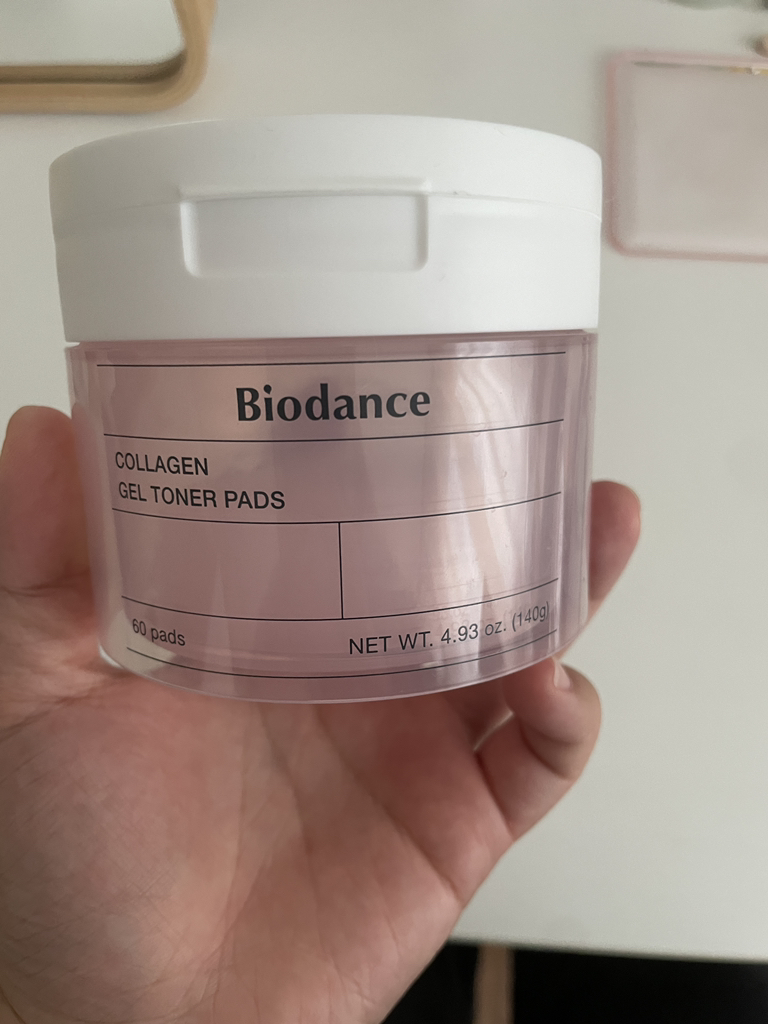 Biodance
COLLAGEN
GEL TONER PADS
60 pads
NET WT. 4.93 oz. (140g)